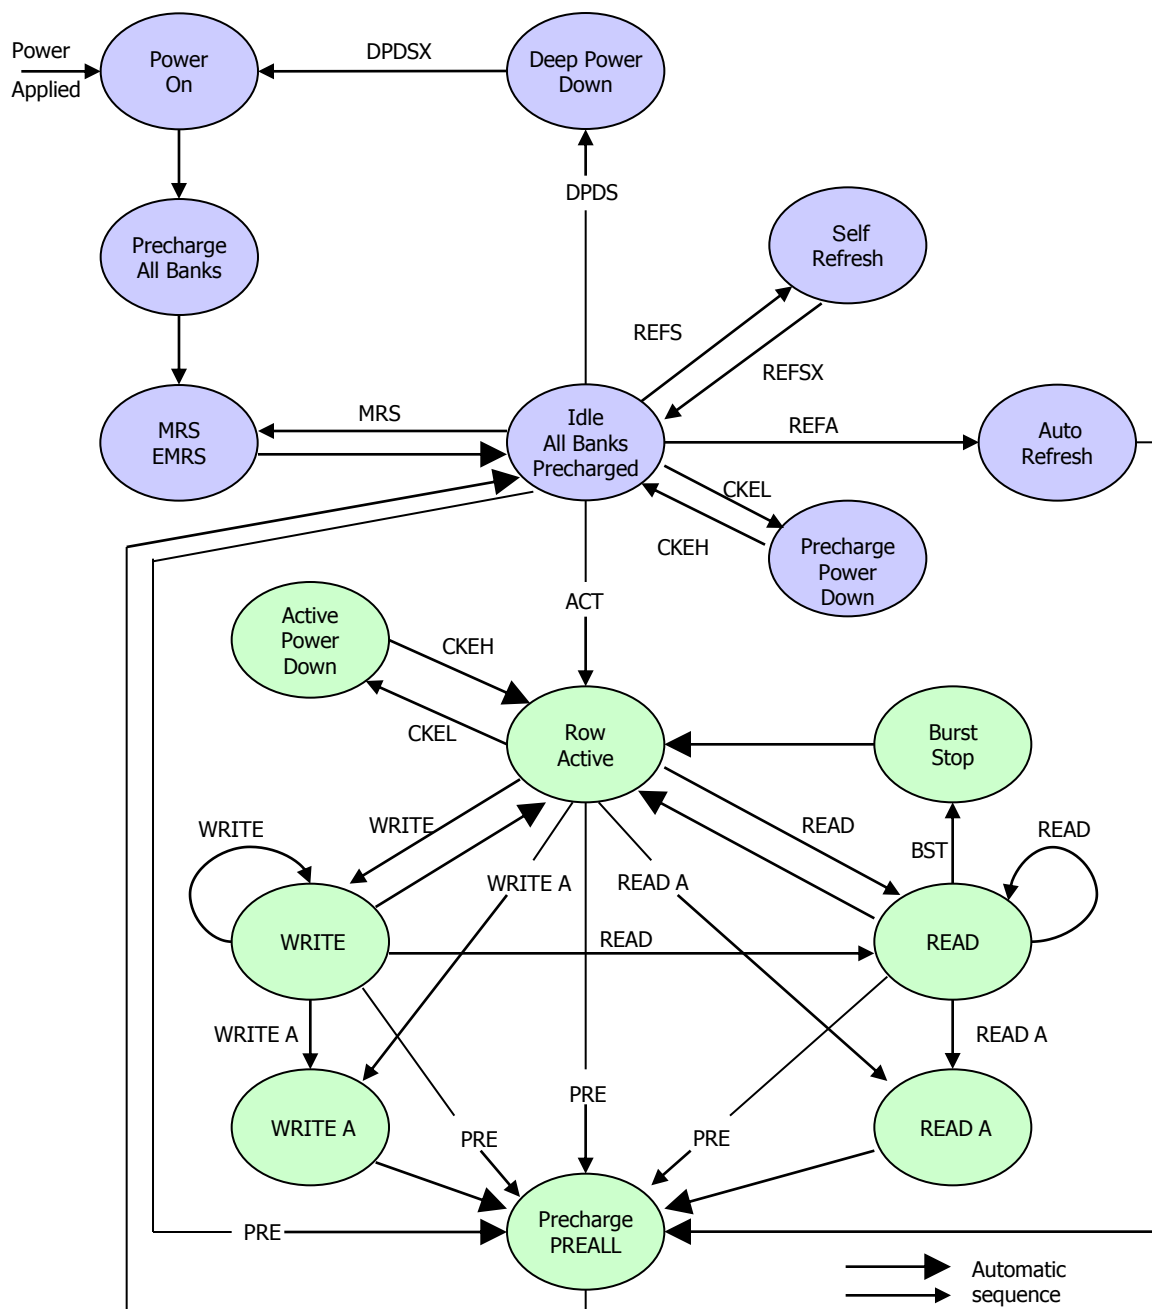 Power
Applied
Power
On
DPDSX
Deep Power
Down
DPDS
Precharge
All Banks
Self
Refresh
REFS
REFSX
MRS
EMRS
MRS
Idle
All Banks
Precharged
REFA
Auto
Refresh
CKEL
CKEH
Precharge
Power
Down
ACT
Active
Power
Down
CKEH
CKEL
Row
Active
Burst
Stop
WRITE
WRITE
READ
BST
READ
WRITE A
READ A
WRITE
READ
READ
WRITE A
READ A
PRE
WRITE A
PRE
PRE
READ A
PRE
Precharge
PREALL
Automatic
sequence